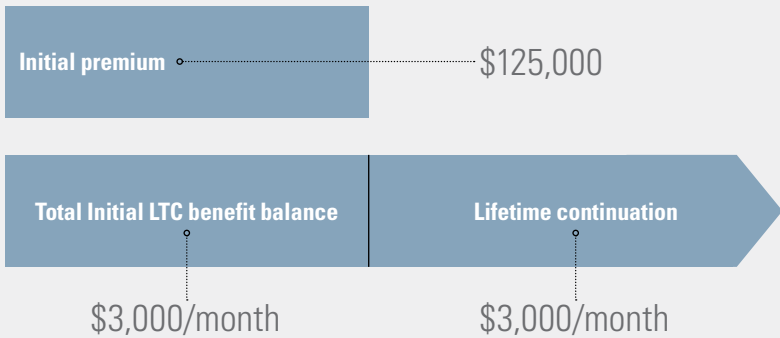 Initial premium
$125,000
Total Initial LTC benefit balance
Lifetime continuation
$3,000/month
$3,000/month